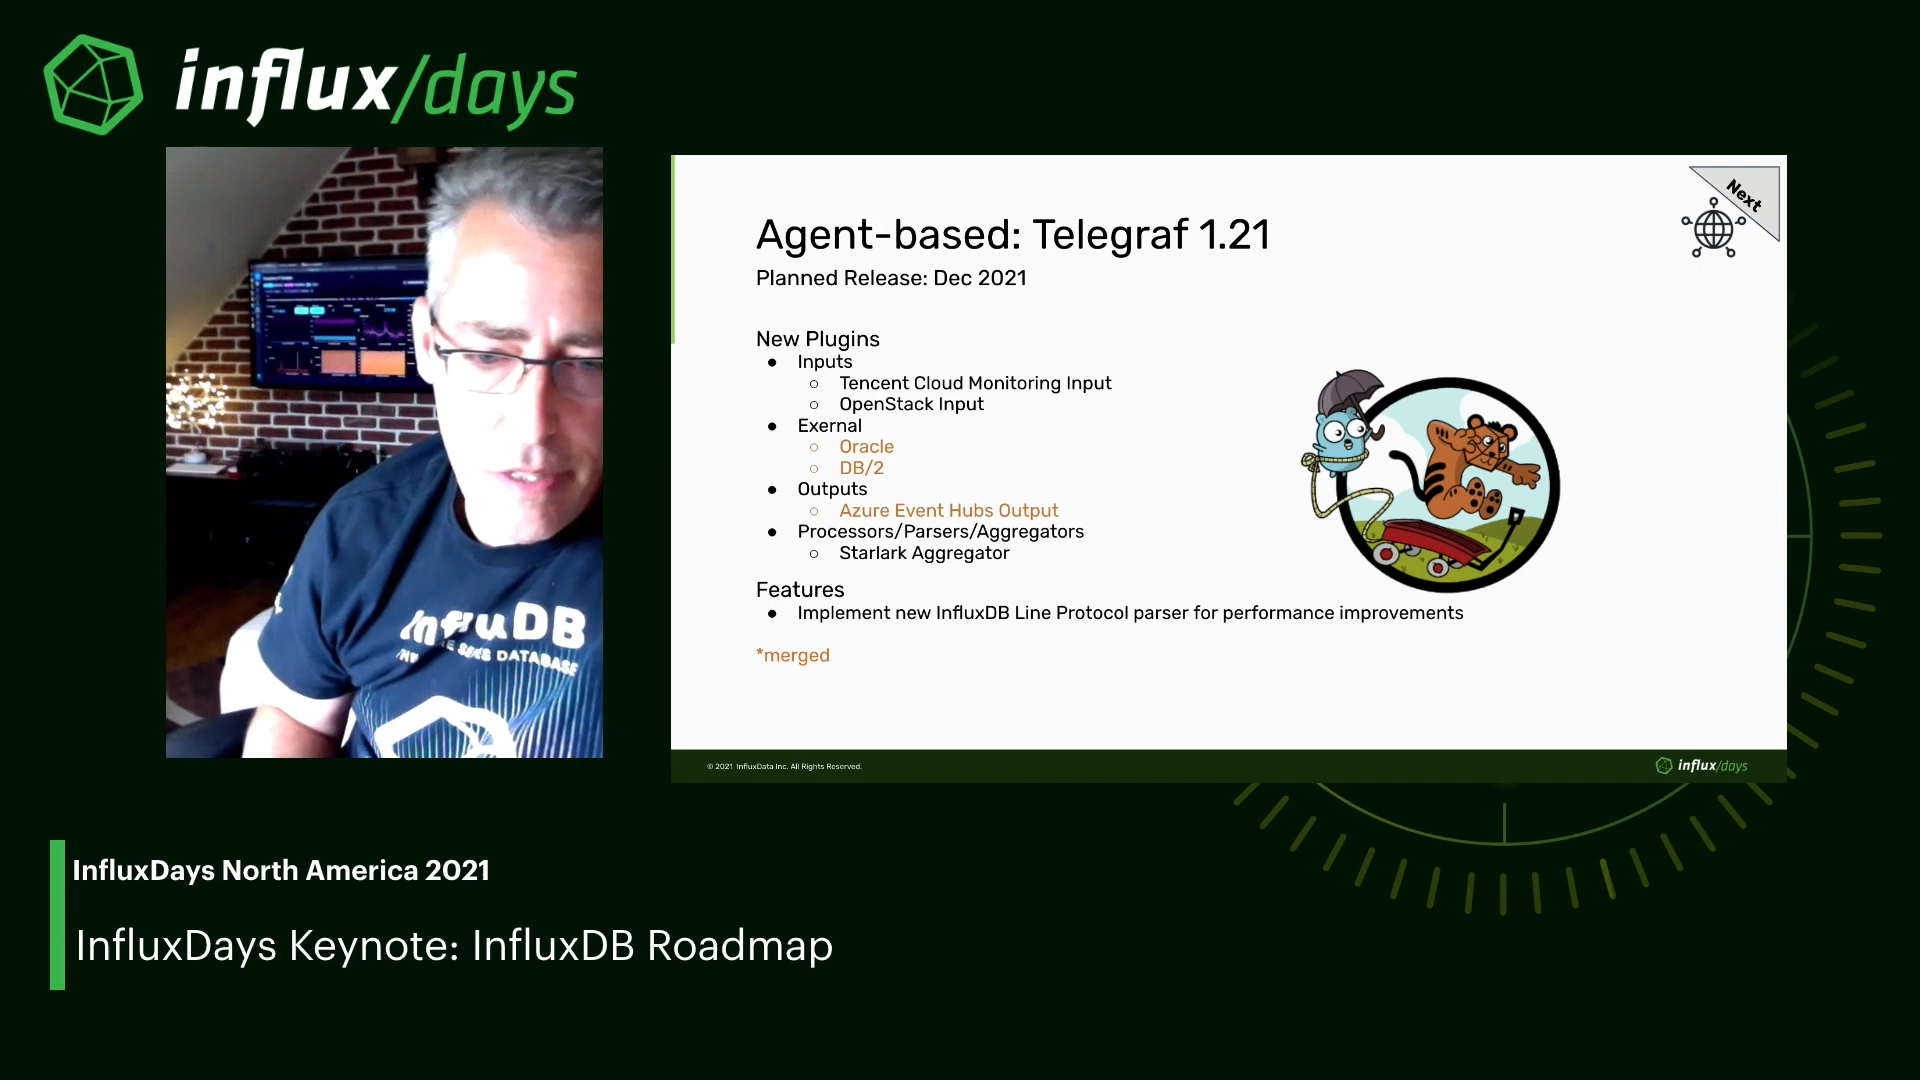 influx/days
InfluxDB
DATABASE
Next
Agent-based: Telegraf 1.21
Planned Release: Dec 2021
New Plugins
● Inputs
○ Tencent Cloud Monitoring Input
○ OpenStack Input
● Exernal
○ Oracle
○ DB/2
● Outputs
○ Azure Event Hubs Output
● Processors/Parsers/Aggregators
○ Starlark Aggregator
Features
● Implement new InfluxDB Line Protocol parser for performance improvements
*merged
© 2021 InfluxData Inc. All Rights Reserved.
influx/days
InfluxDays North America 2021
InfluxDays Keynote: InfluxDB Roadmap